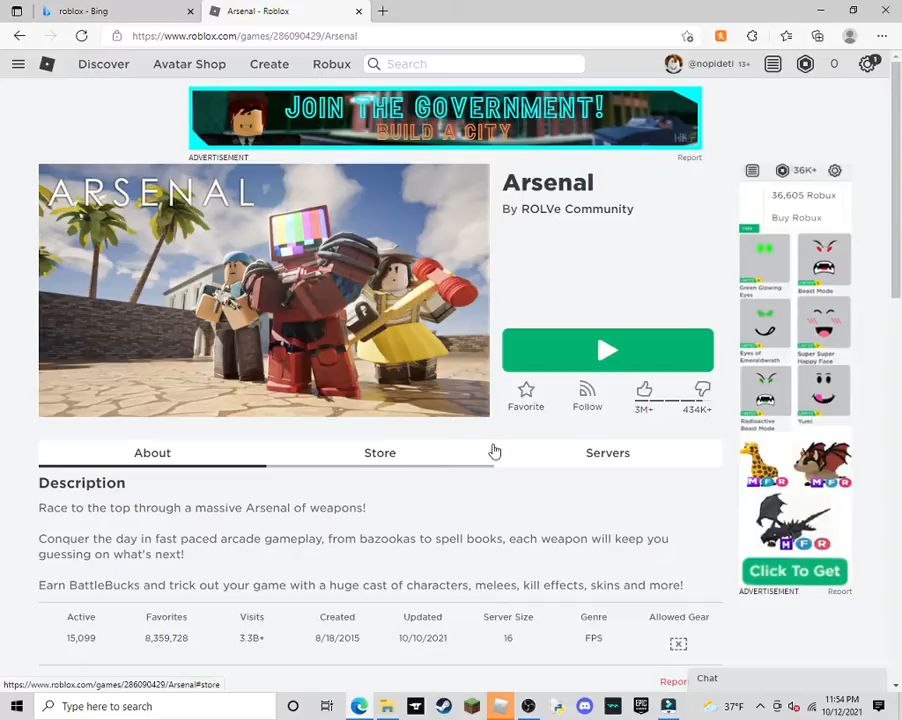 roblox - Bing
Arsenal - Roblox
https://www.roblox.com/games/286090429/Arsenal
Discover
Avatar Shop
Create
Robux
Search
@nopideti 13+
0
1
JOIN THE GOVERNMENT!
BUILD A CITY
ADVERTISEMENT
Report
ARSENAL
Arsenal
By ROLVe Community
36K+
36,605 Robux
Buy Robux
Green Glowing Eyes
Beast Mode
Eyes of Emeraldwrath
Super Super Happy Face
Radioactive Beast Mode
Yum!
Favorite
Follow
3M+
434K+
About
Store
Servers
M F R
M F R
M F R
Click To Get
ADVERTISEMENT
Report
Description
Race to the top through a massive Arsenal of weapons!
Conquer the day in fast paced arcade gameplay, from bazookas to spell books, each weapon will keep you
guessing on what's next!
Earn BattleBucks and trick out your game with a huge cast of characters, melees, kill effects, skins and more!
Active
Favorites
Visits
Created
Updated
Server Size
Genre
Allowed Gear
15,099
8,359,728
3.3B+
8/18/2015
10/10/2021
16
FPS
https://www.roblox.com/games/286090429/Arsenal#store
Repor
Chat
Type here to search
EPIC
37°F
11:54 PM
10/12/2021